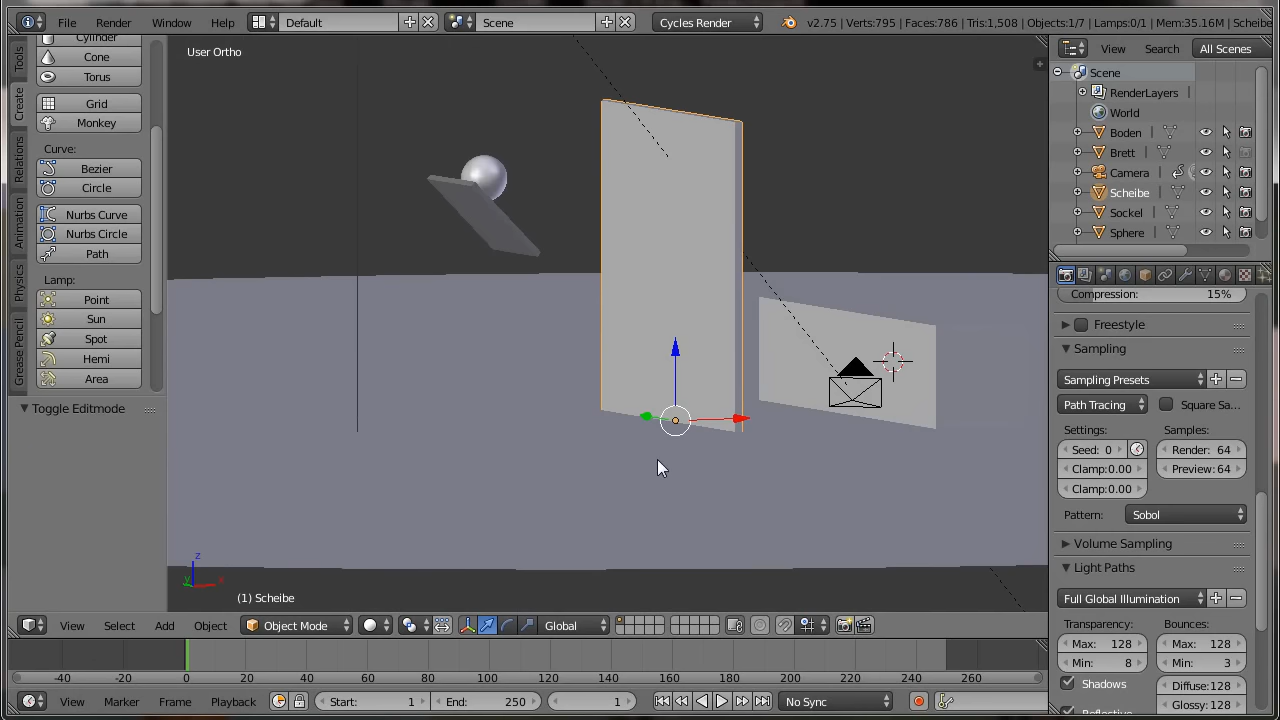 File Render Window Help Default Scene Cycles Render v2.75 | Verts:795 | Faces:786 | Tris:1,508 | Objects:1/7 | Lamps:0/1 | Mem:35.16M | Scheibe
User Ortho
Tools
Create
Relations
Animation
Physics
Grease Pencil
Cylinder
Cone
Torus
Grid
Monkey
Curve:
Bezier
Circle
Nurbs Curve
Nurbs Circle
Path
Lamp:
Point
Sun
Spot
Hemi
Area
Toggle Editmode
z
y x
(1) Scheibe
View Select Add Object Object Mode Global
-40 -20 0 20 40 60 80 100 120 140 160 180 200 220 240 260
View Marker Frame Playback Start: 1 End: 250 1 No Sync
View Search All Scenes
Scene
RenderLayers
World
Boden
Brett
Camera
Scheibe
Sockel
Sphere
Compression: 15%
Freestyle
Sampling
Sampling Presets
Path Tracing Square Sa...
Settings: Samples:
Seed: 0 Render: 64
Clamp:0.00 Preview: 64
Clamp:0.00
Pattern: Sobol
Volume Sampling
Light Paths
Full Global Illumination
Transparency: Bounces:
Max: 128 Max: 128
Min: 8 Min: 3
Shadows Diffuse:128
Reflective Glossy:128